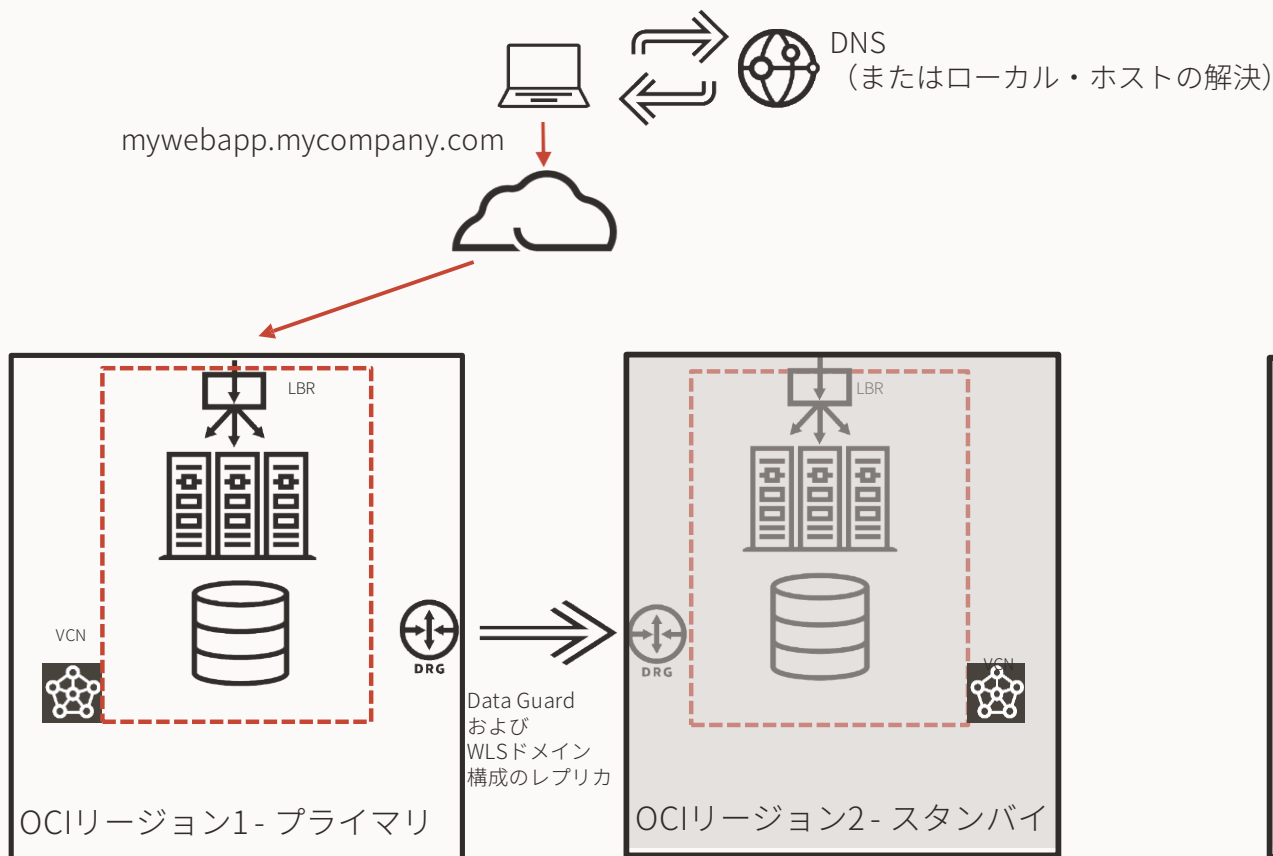 DNS
（またはローカル・ホストの解決）
mywebapp.mycompany.com
LBR
LBR
VCN
DRG
DRG
VCN
Data Guard
および
WLSドメイン
構成のレプリカ
OCIリージョン1 - プライマリ
OCIリージョン2 - スタンバイ